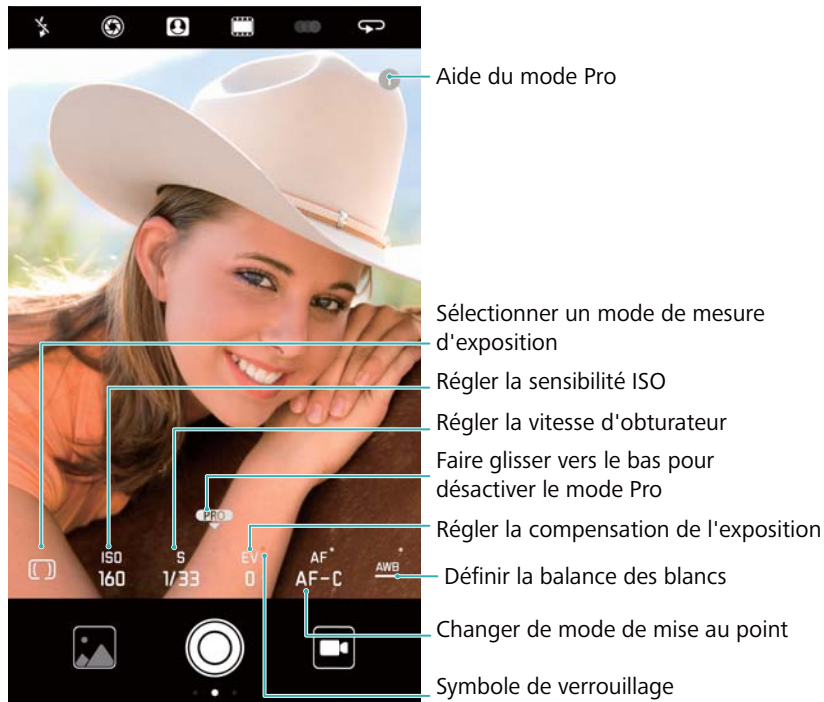 Aide du mode Pro
Sélectionner un mode de mesure
d'exposition
Régler la sensibilité ISO
Régler la vitesse d'obturateur
Faire glisser vers le bas pour
désactiver le mode Pro
Régler la compensation de l'exposition
Définir la balance des blancs
Changer de mode de mise au point
Symbole de verrouillage
PRO
ISO S EV AF AWB
160 1/33 0 AF-C